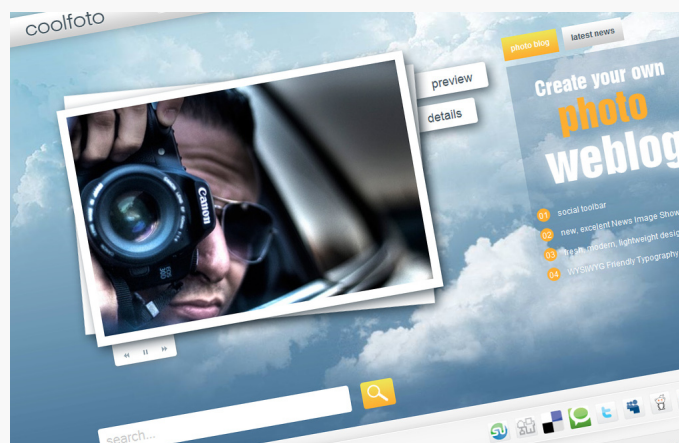 coolfoto
photo blog
latest news
preview
details
Create your own
photo
weblog
01 social toolbar
02 new, excelent News Image Show
03 fresh, modern, lightweight desig
04 WYSIWYG Friendly Typography
Canon
search...